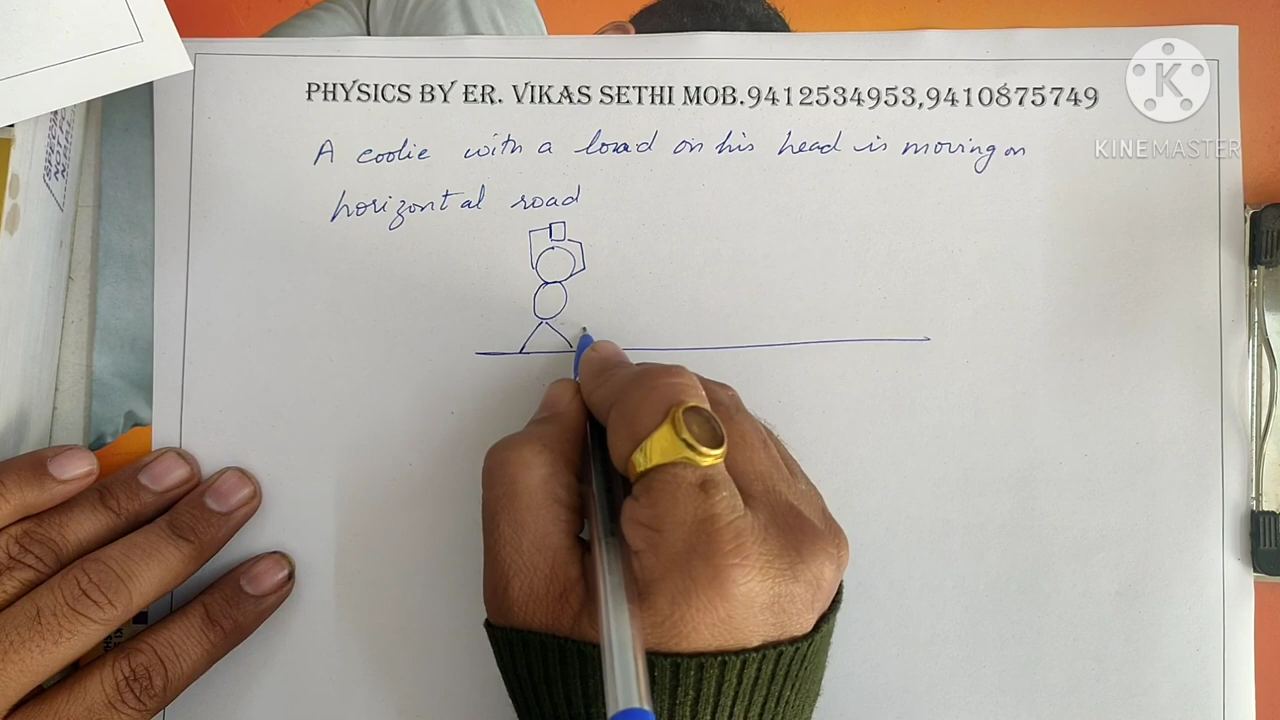 PHYSICS BY ER. VIKAS SETHI MOB.9412534953,9410875749
A coolie with a load on his head is moving on
horizontal road
K
KINEMASTER